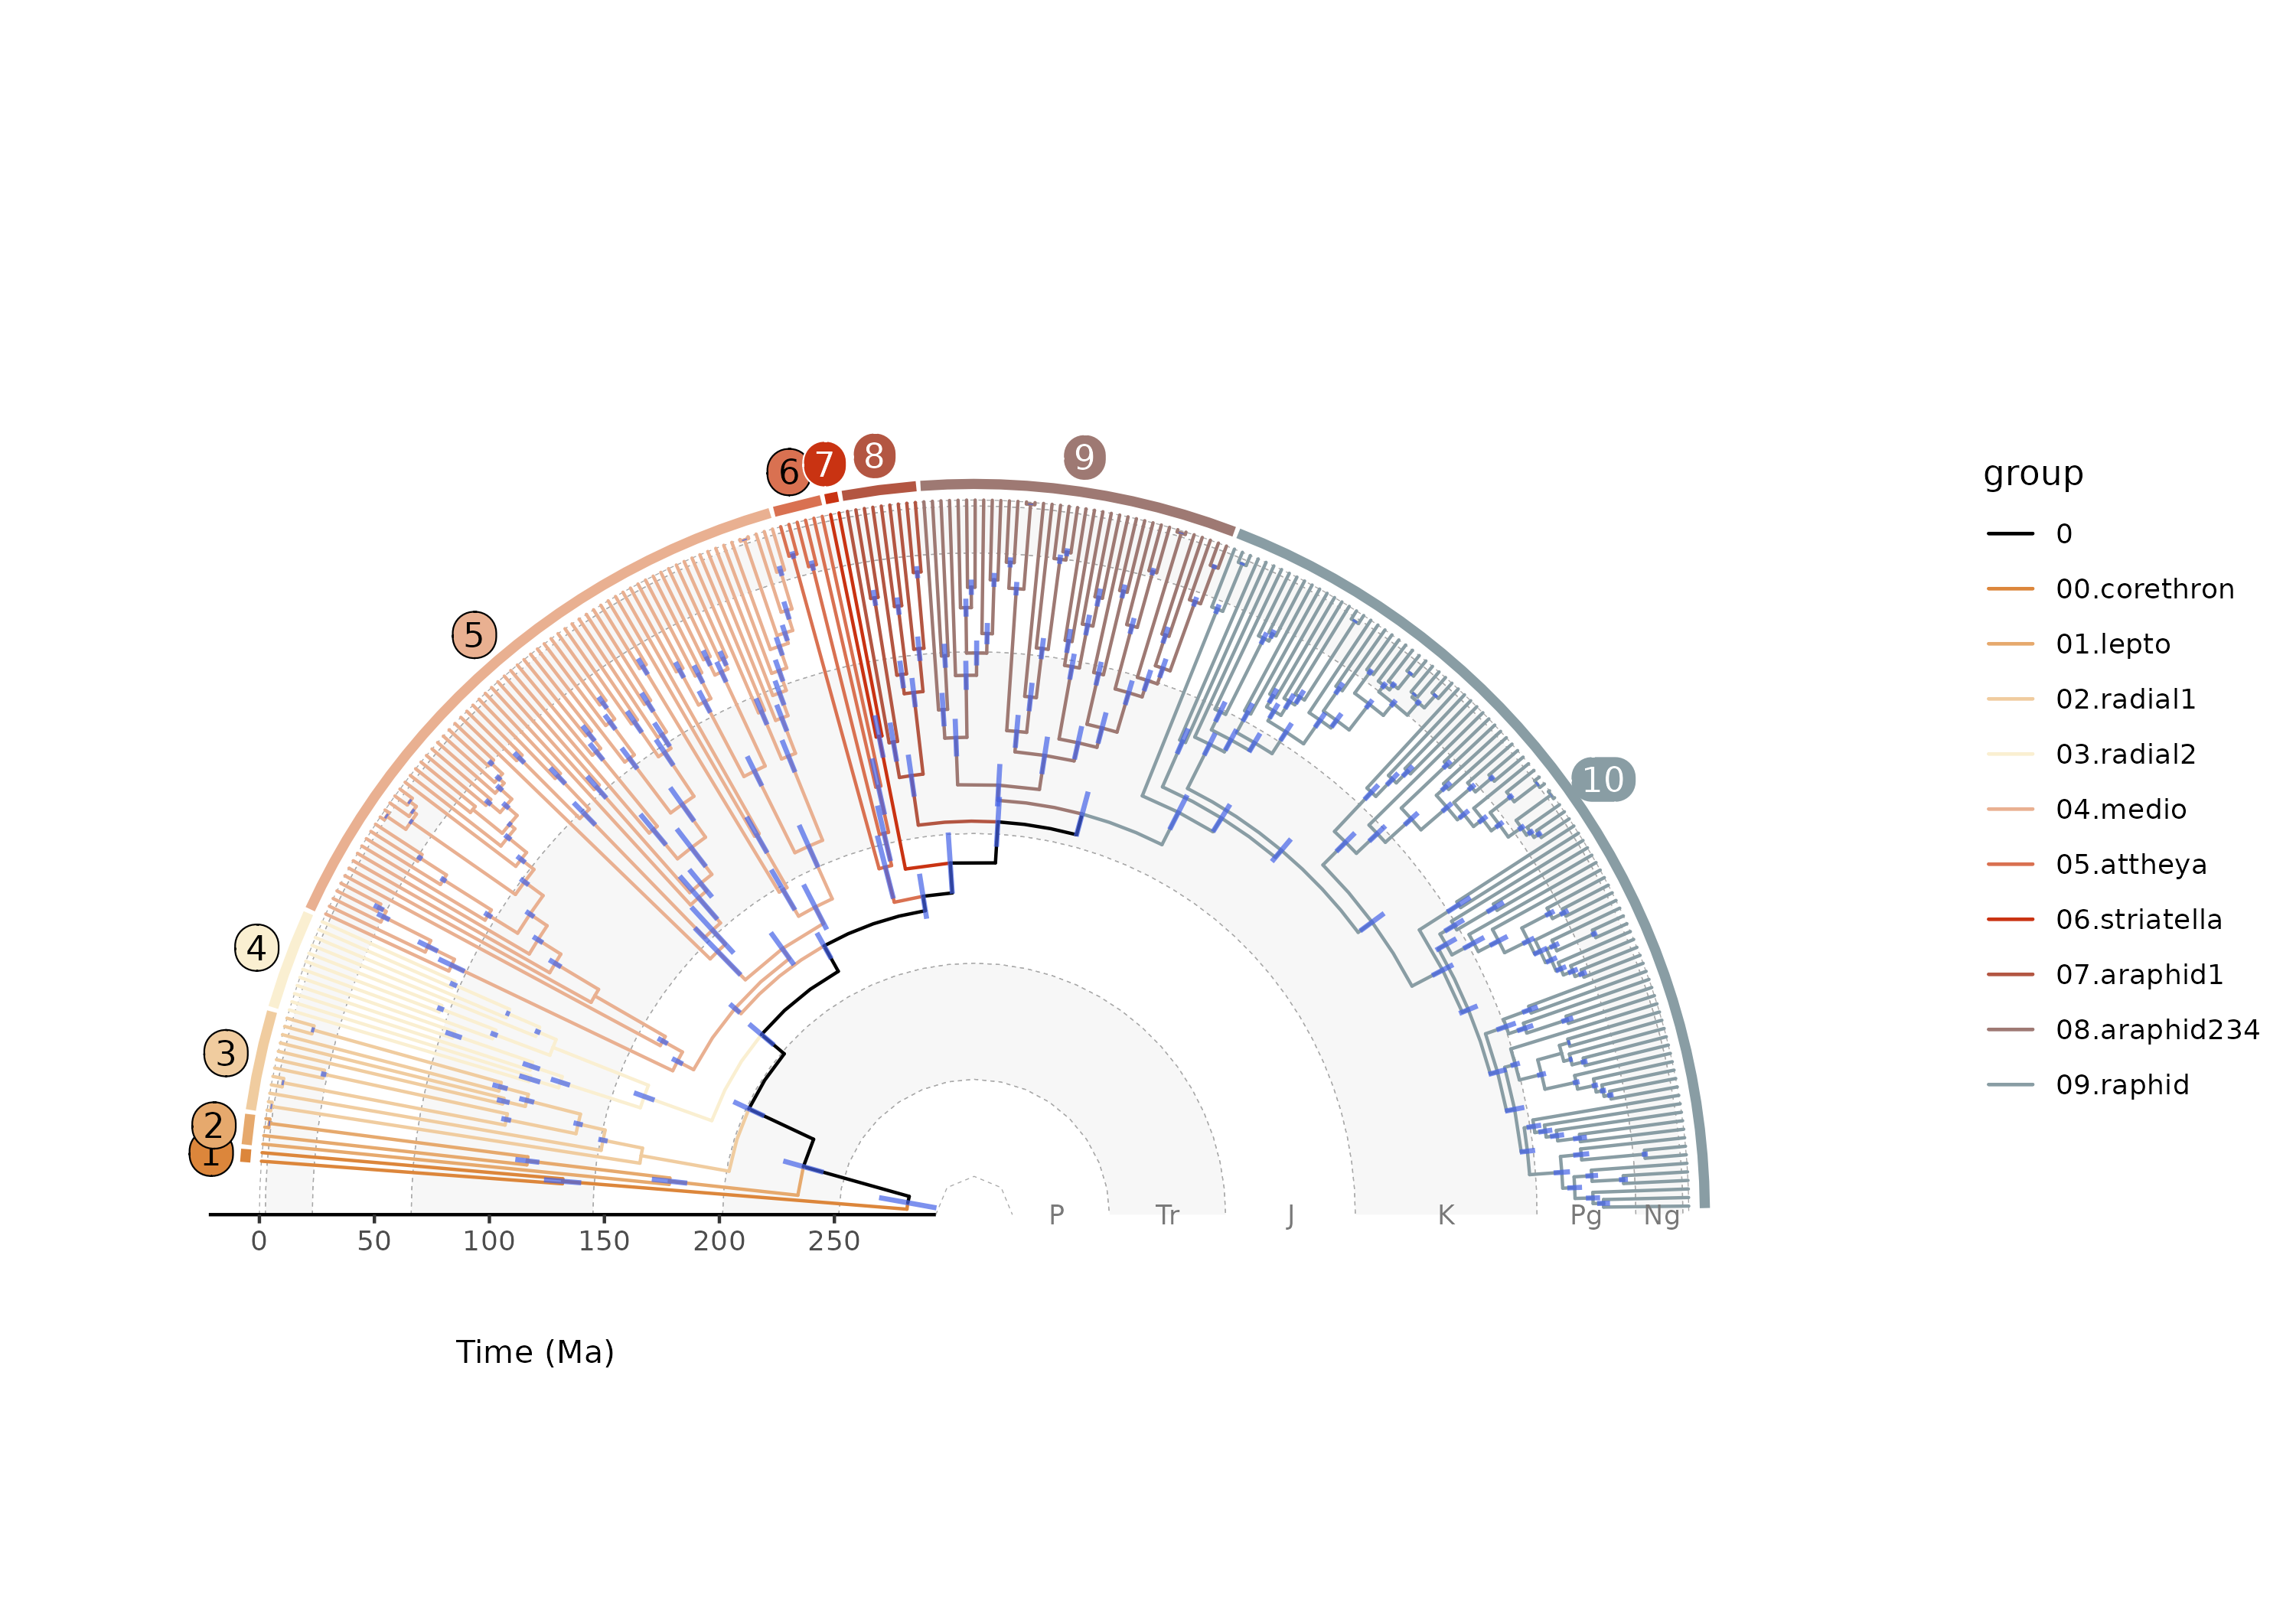 6 7 8 9
5
10
4
3
2
1
P Tr J K Pg Ng
0 50 100 150 200 250
Time (Ma)
group
0
00.corethron
01.lepto
02.radial1
03.radial2
04.medio
05.attheya
06.striatella
07.araphid1
08.araphid234
09.raphid